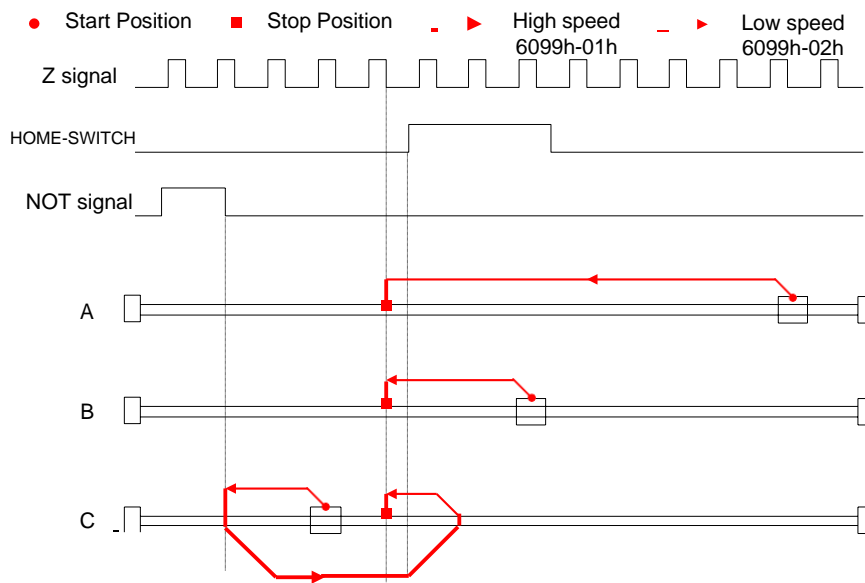 Start Position Stop Position High speed Low speed
6099h-01h 6099h-02h
Z signal
HOME-SWITCH
NOT signal
A
B
C